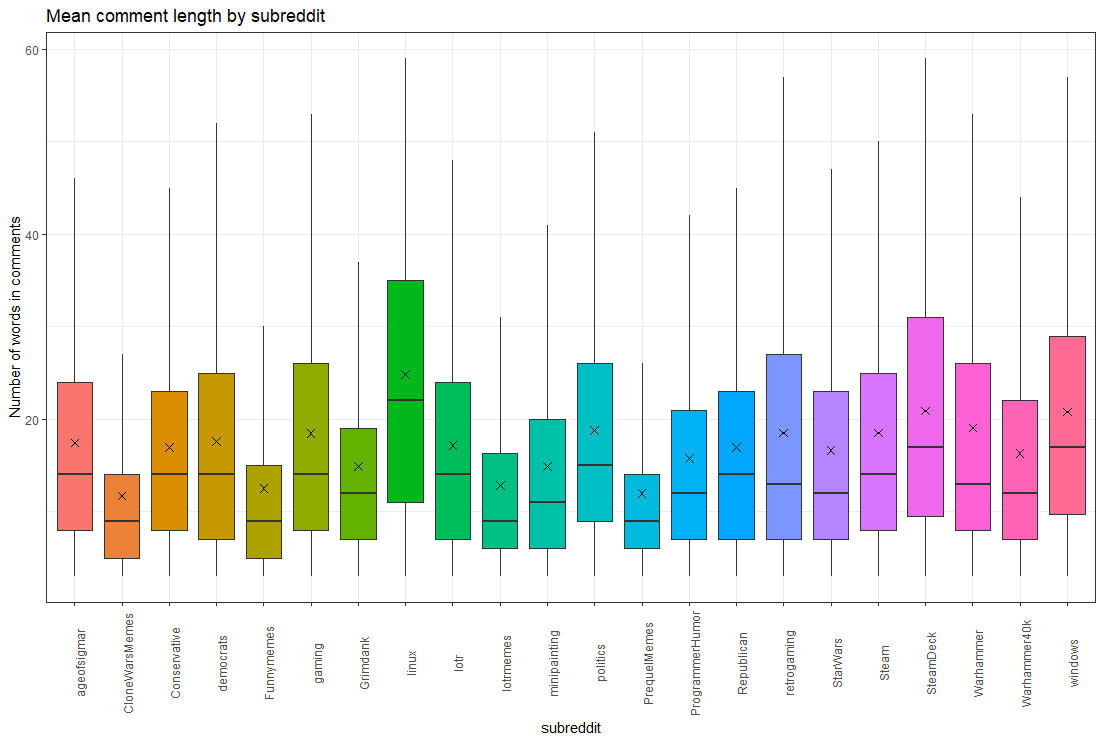 Mean comment length by subreddit
Number of words in comments
60
40
20
ageofsigmar
CloneWarsMemes
Conservative
democrats
Funnymemes
gaming
Grimdank
linux
lotr
lotrmemes
minipainting
politics
PrequelMemes
ProgrammerHumor
Republican
retrogaming
StarWars
Steam
SteamDeck
Warhammer
Warhammer40k
windows
subreddit